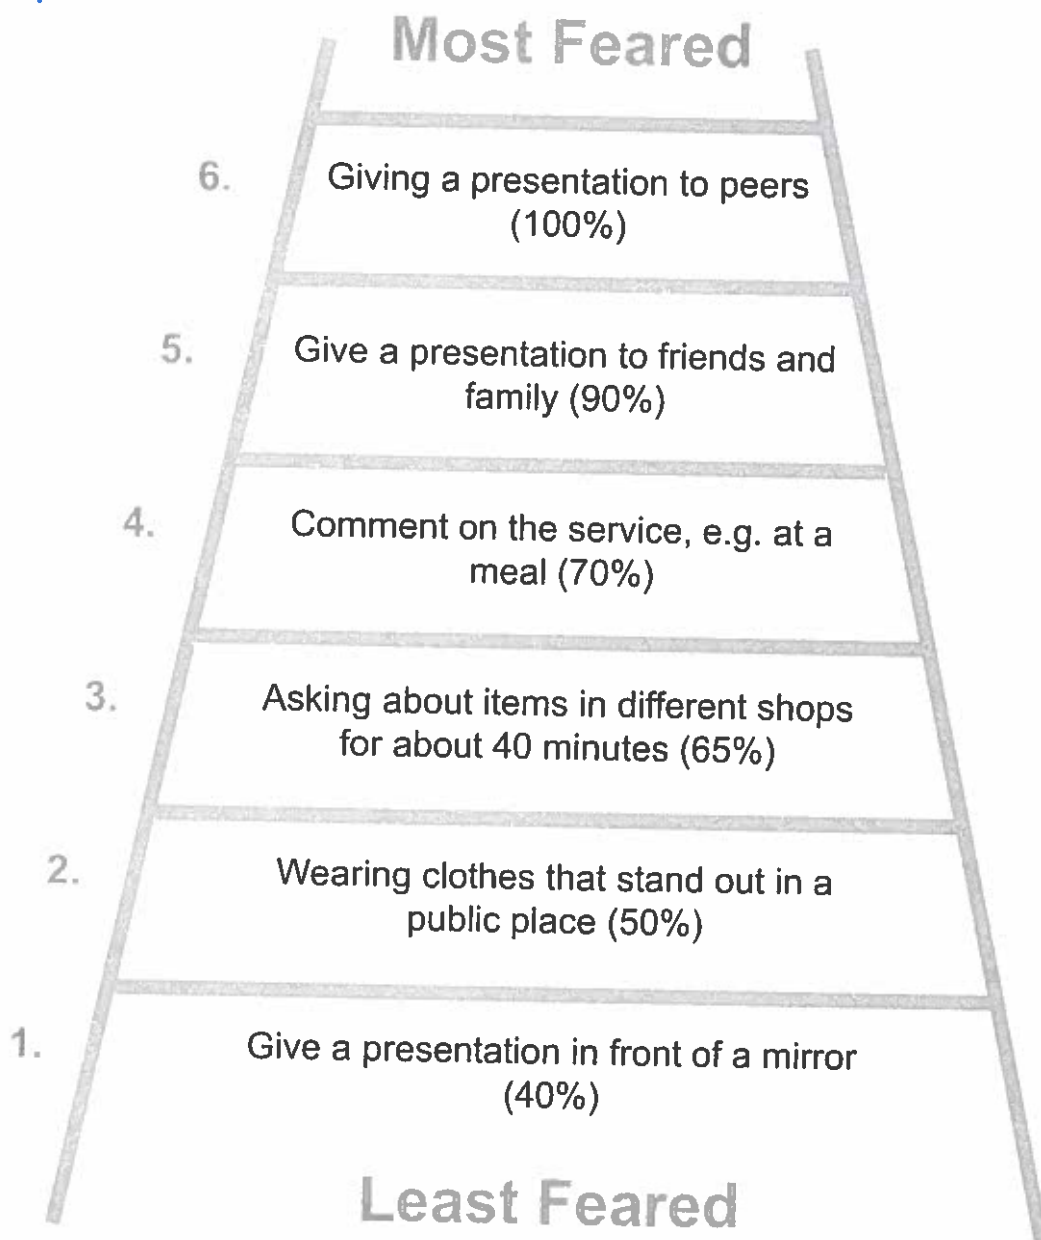 Most Feared
6.
Giving a presentation to peers
(100%)
5.
Give a presentation to friends and
family (90%)
4.
Comment on the service, e.g. at a
meal (70%)
3.
Asking about items in different shops
for about 40 minutes (65%)
2.
Wearing clothes that stand out in a
public place (50%)
1.
Give a presentation in front of a mirror
(40%)
Least Feared